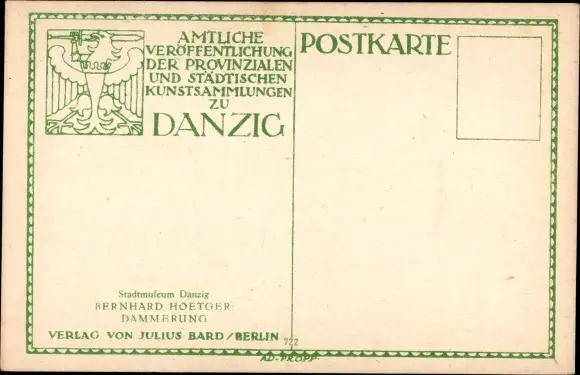 AMTLICHE
VERÖFFENTLICHUNG
DER PROVINZIALEN
UND STÄDTISCHEN
KUNSTSAMMLUNGEN
ZU
DANZIG
POSTKARTE
Stadtmuseum Danzig
BERNHARD HOETGER:
DÄMMERUNG
VERLAG VON JULIUS BARD/BERLIN
722
AD·PROPP·